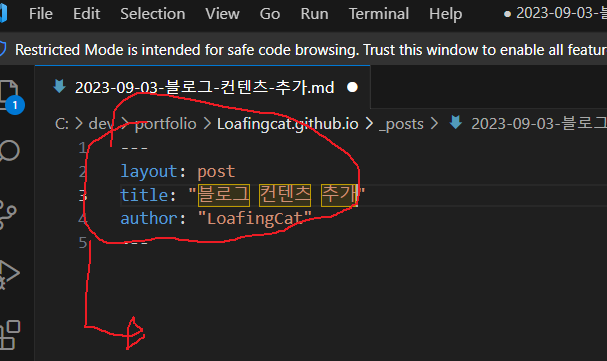 File Edit Selection View Go Run Terminal Help ● 2023-09-03-블로
Restricted Mode is intended for safe code browsing. Trust this window to enable all
2023-09-03-블로그-컨텐츠-추가.md ●
C: > dev > portfolio > Loafingcat.github.io > _posts > 2023-09-03-블로그
1 ---
2 layout: post
3 title: "블로그 컨텐츠 추가"
4 author: "LoafingCat"
5 ---
1